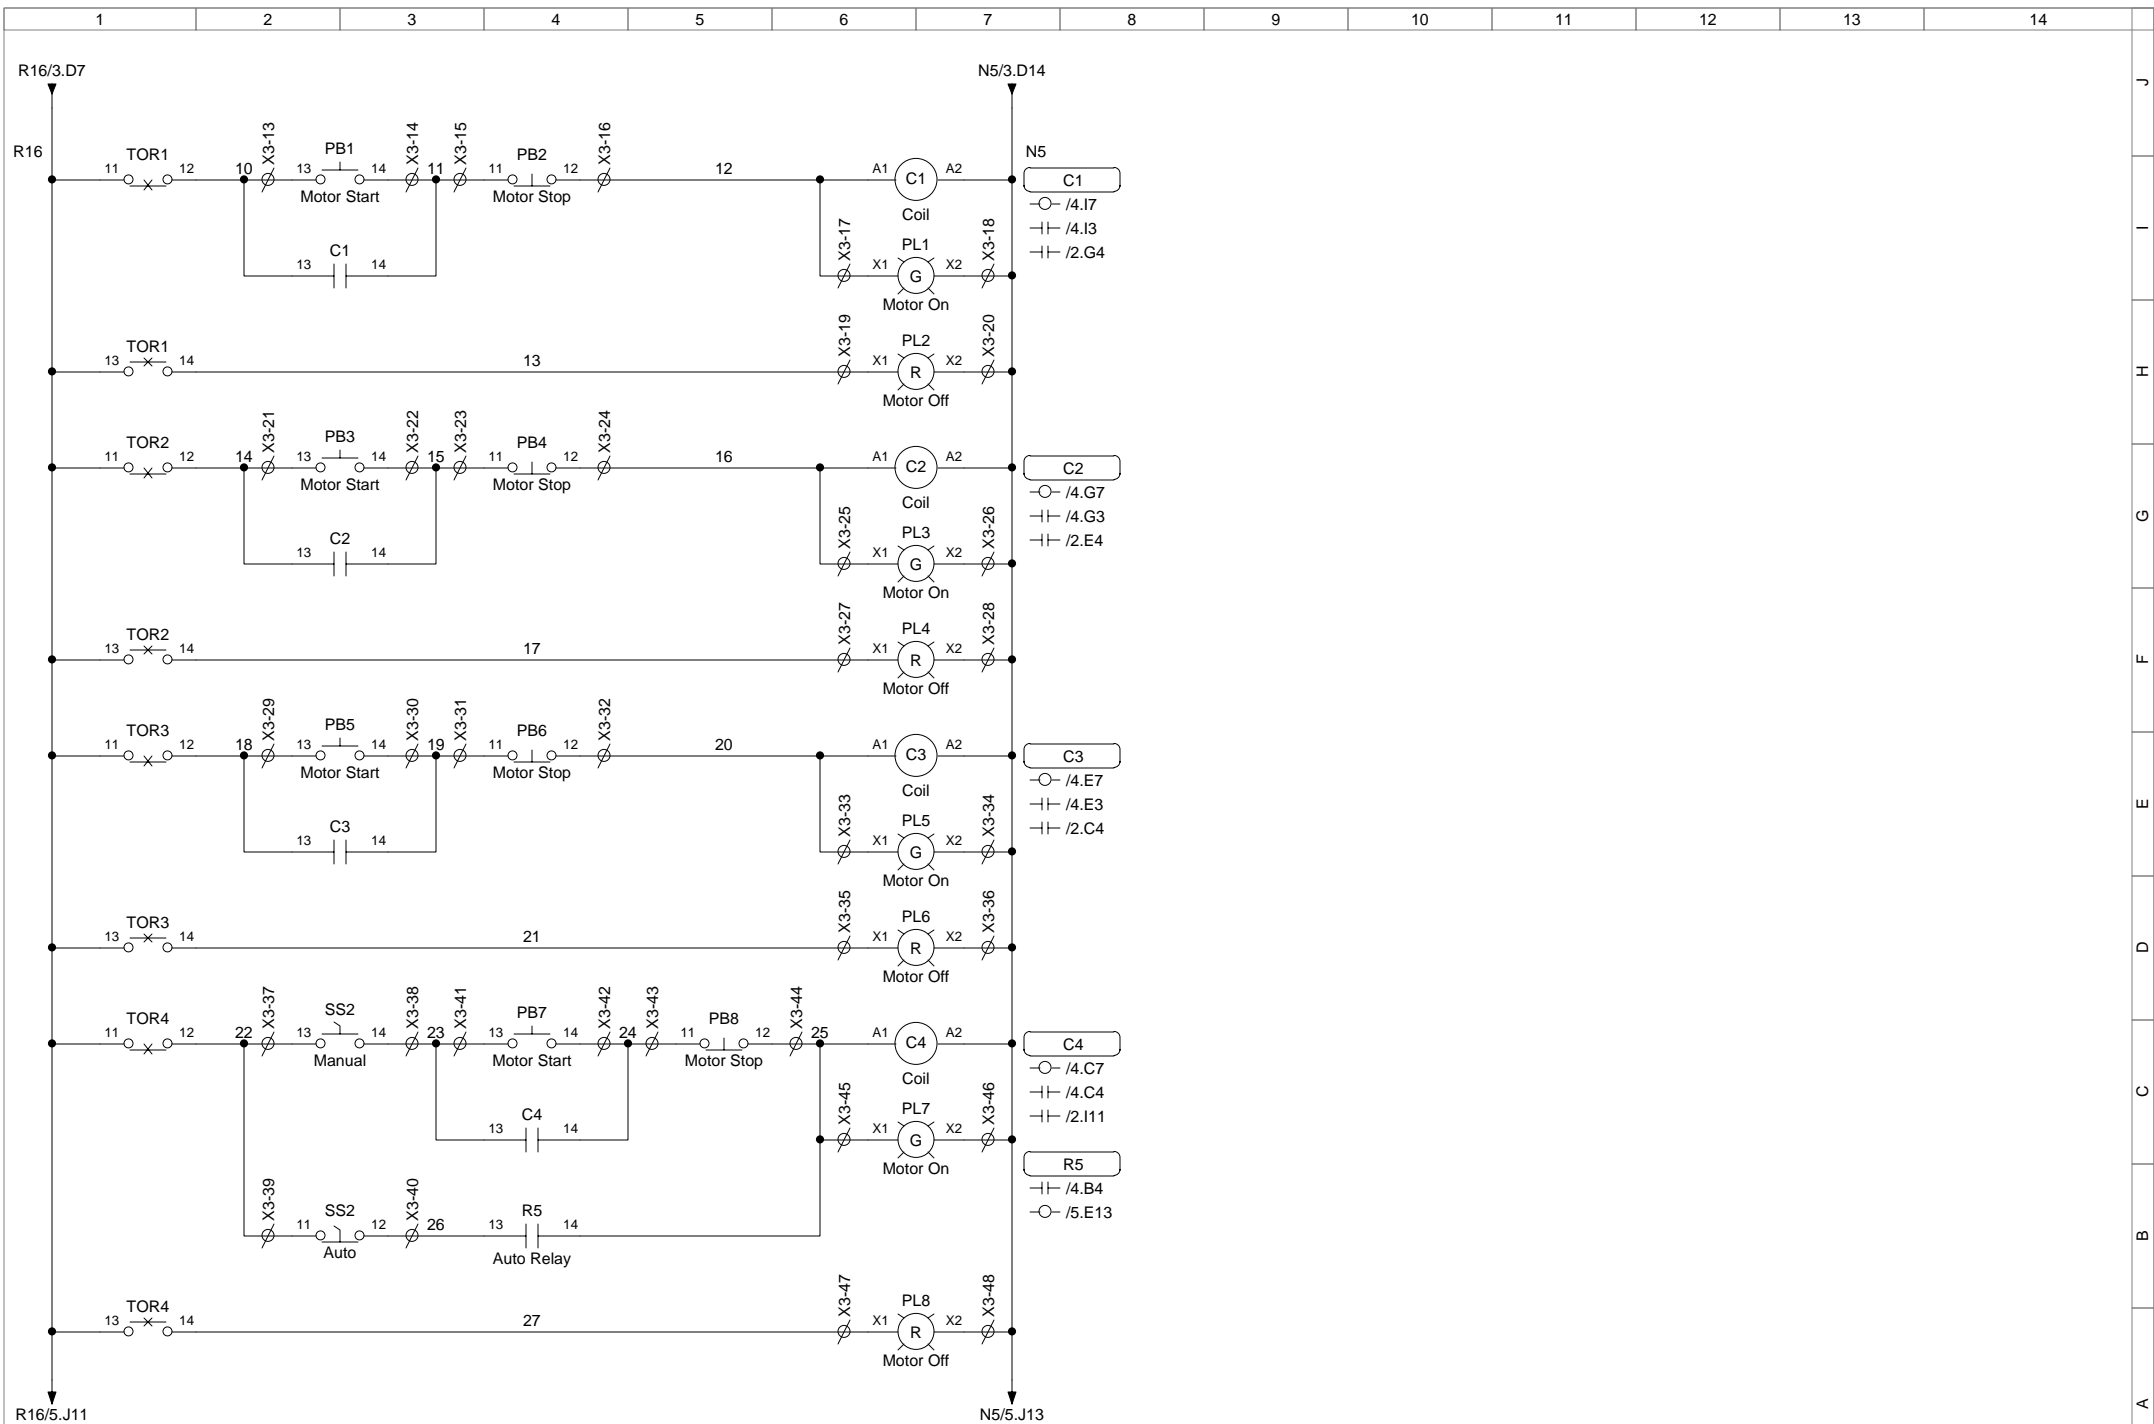 1 2 3 4 5 6 7 8 9 10 11 12 13 14
R16/3.D7 N5/3.D14
J
X3-13 X3-14 X3-15 X3-16
R16 TOR1 PB1 PB2 N5
11 12 10 13 14 11 11 12 12 A1 C1 A2 C1
Motor Start Motor Stop /4.I7
Coil
X3-17 X3-18 /4.I3
I
C1 PL1 /2.G4
13 14 X1 G X2
Motor On
X3-19 X3-20
TOR1 PL2
13 14 13 X1 R X2
H
Motor Off
X3-21 X3-22 X3-23 X3-24
TOR2 PB3 PB4
11 12 14 13 14 15 11 12 16 A1 C2 A2 C2
Motor Start Motor Stop /4.G7
Coil
X3-25 X3-26 /4.G3
G
C2 PL3 /2.E4
13 14 X1 G X2
Motor On
X3-27 X3-28
TOR2 PL4
13 14 17 X1 R X2
F
Motor Off
X3-29 X3-30 X3-31 X3-32
TOR3 PB5 PB6
11 12 18 13 14 19 11 12 20 A1 C3 A2 C3
Motor Start Motor Stop /4.E7
Coil
X3-33 X3-34 /4.E3
E
C3 PL5 /2.C4
13 14 X1 G X2
Motor On
X3-35 X3-36
TOR3 PL6
13 14 21 X1 R X2
D
Motor Off
X3-37 X3-38 X3-41 X3-42 X3-43 X3-44
TOR4 SS2 PB7 PB8
11 12 22 13 14 23 13 14 24 11 12 25 A1 C4 A2 C4
Manual Motor Start Motor Stop /4.C7
Coil
X3-45 X3-46 /4.C4
C
C4 PL7 /2.I11
13 14 X1 G X2
Motor On R5
X3-39 X3-40 /4.B4
SS2 R5 /5.E13
11 12 26 13 14
B
Auto Auto Relay
X3-47 X3-48
TOR4 PL8
13 14 27 X1 R X2
Motor Off
A
R16/5.J11 N5/5.J13